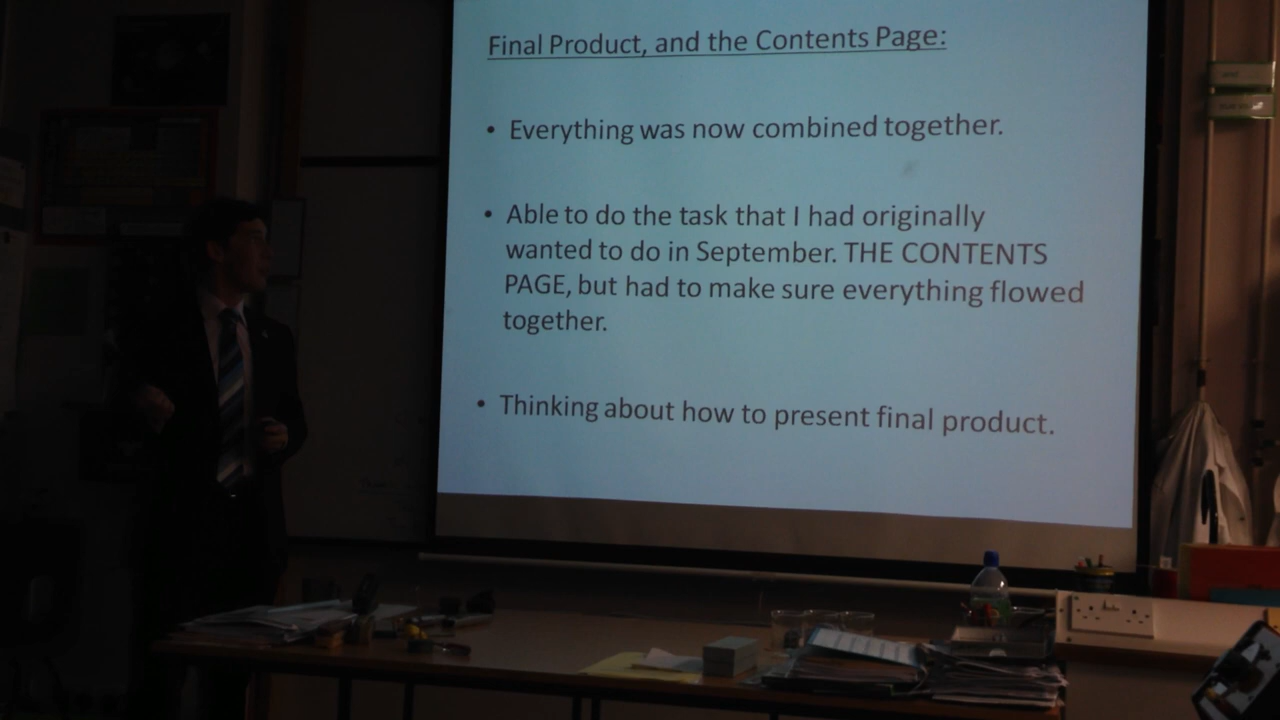 Final Product, and the Contents Page:
• Everything was now combined together.
• Able to do the task that I had originally
wanted to do in September. THE CONTENTS
PAGE, but had to make sure everything flowed
together.
• Thinking about how to present final product.